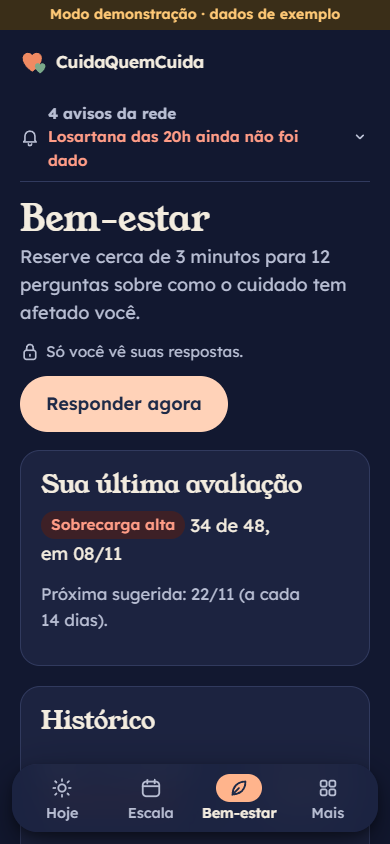 Modo demonstração · dados de exemplo
CuidaQuemCuida
4 avisos da rede
Losartana das 20h ainda não foi
dado
Bem-estar
Reserve cerca de 3 minutos para 12
perguntas sobre como o cuidado tem
afetado você.
Só você vê suas respostas.
Responder agora
Sua última avaliação
Sobrecarga alta 34 de 48,
em 08/11
Próxima sugerida: 22/11 (a cada
14 dias).
Histórico
Hoje Escala Bem-estar Mais